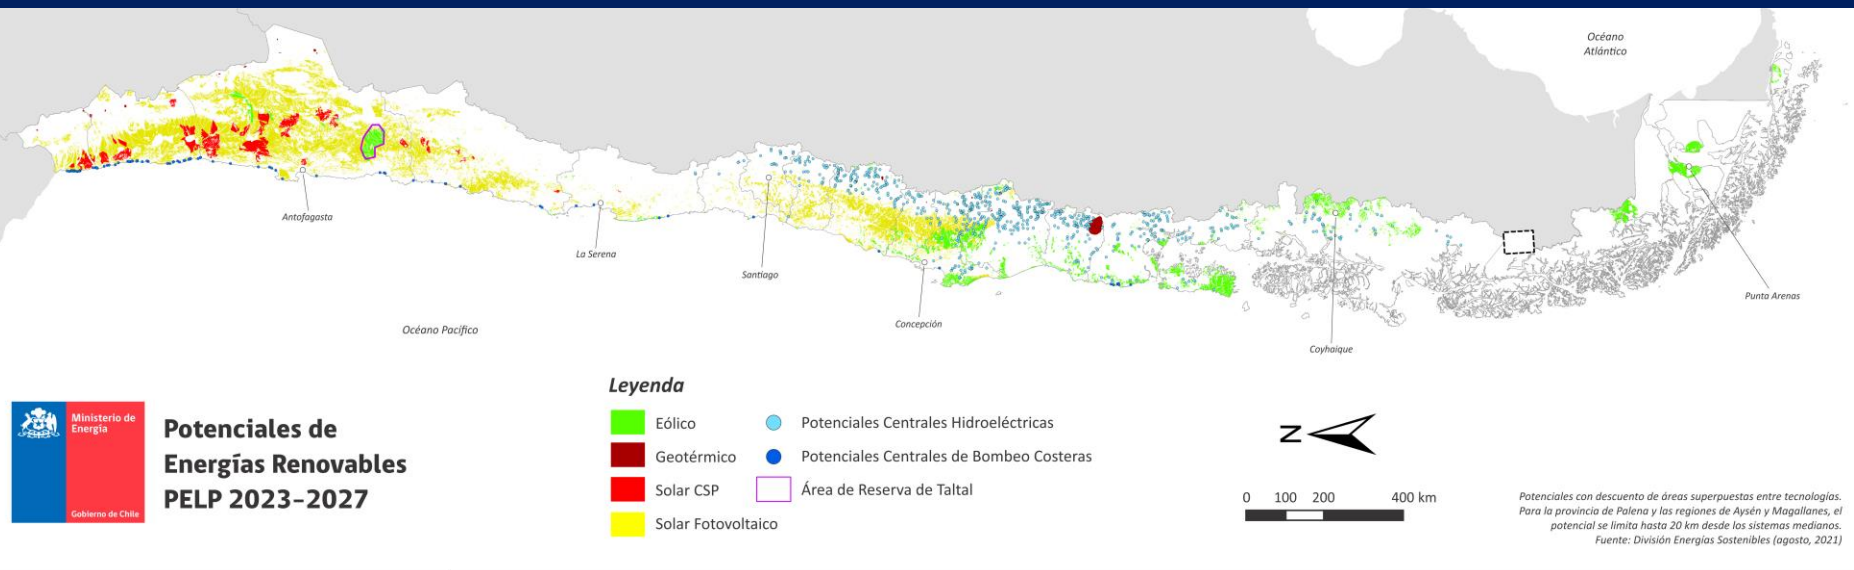 Océano
Atlántico
Antofagasta
La Serena
Santiago
Concepción
Coyhaique
Punta Arenas
Océano Pacífico
Ministerio de
Energía
Gobierno de Chile
Potenciales de
Energías Renovables
PELP 2023-2027
Leyenda
Eólico
Geotérmico
Solar CSP
Solar Fotovoltaico
Potenciales Centrales Hidroeléctricas
Potenciales Centrales de Bombeo Costeras
Área de Reserva de Taltal
N
0 100 200 400 km
Potenciales con descuento de áreas superpuestas entre tecnologías.
Para la provincia de Palena y las regiones de Aysén y Magallanes, el
potencial se limita hasta 20 km desde los sistemas medianos.
Fuente: División Energías Sostenibles (agosto, 2021)